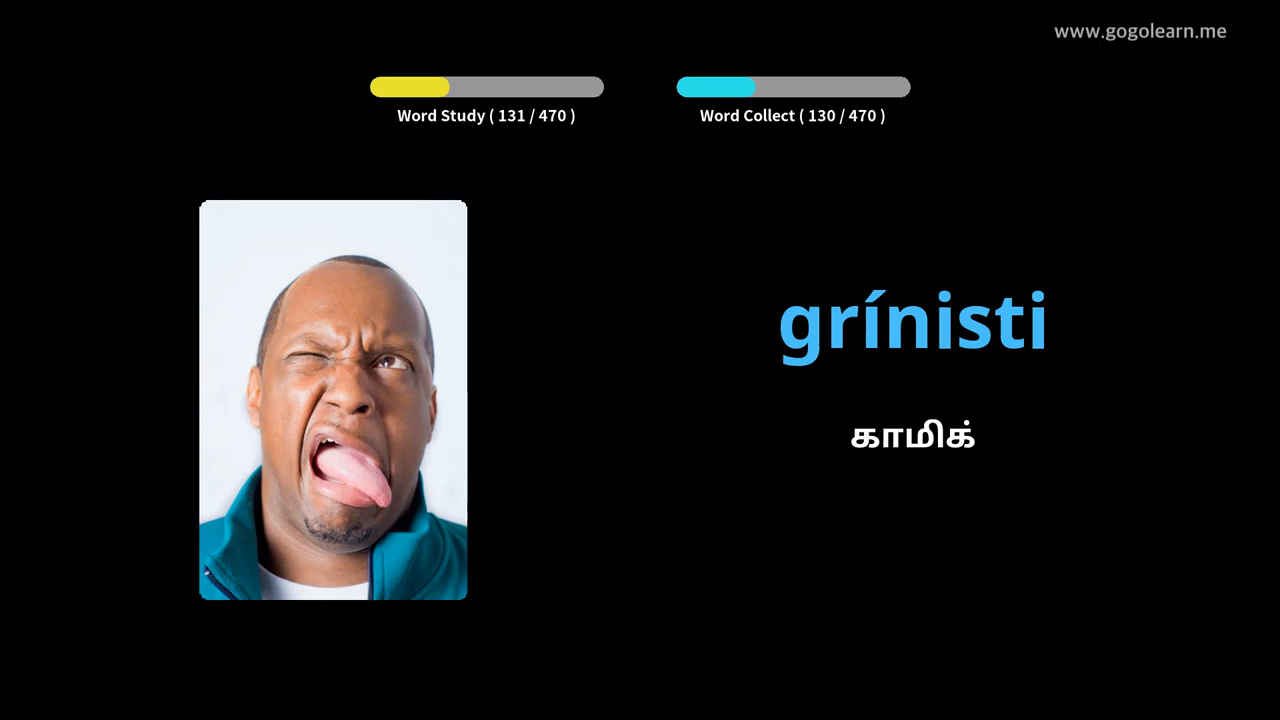 www.gogolearn.me
Word Study ( 131 / 470 )
Word Collect ( 130 / 470 )
grínisti
காமிக்